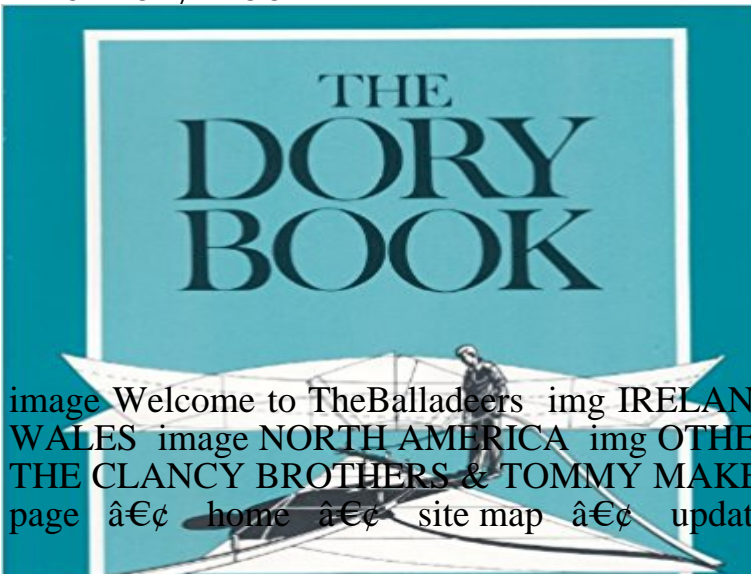 THE
DORY
BOOK
image Welcome to TheBalladeers img IRELAN
WALES image NORTH AMERICA img OTHE
THE CLANCY BROTHERS & TOMMY MAKE
page â€¢ home â€¢ site map â€¢ updat